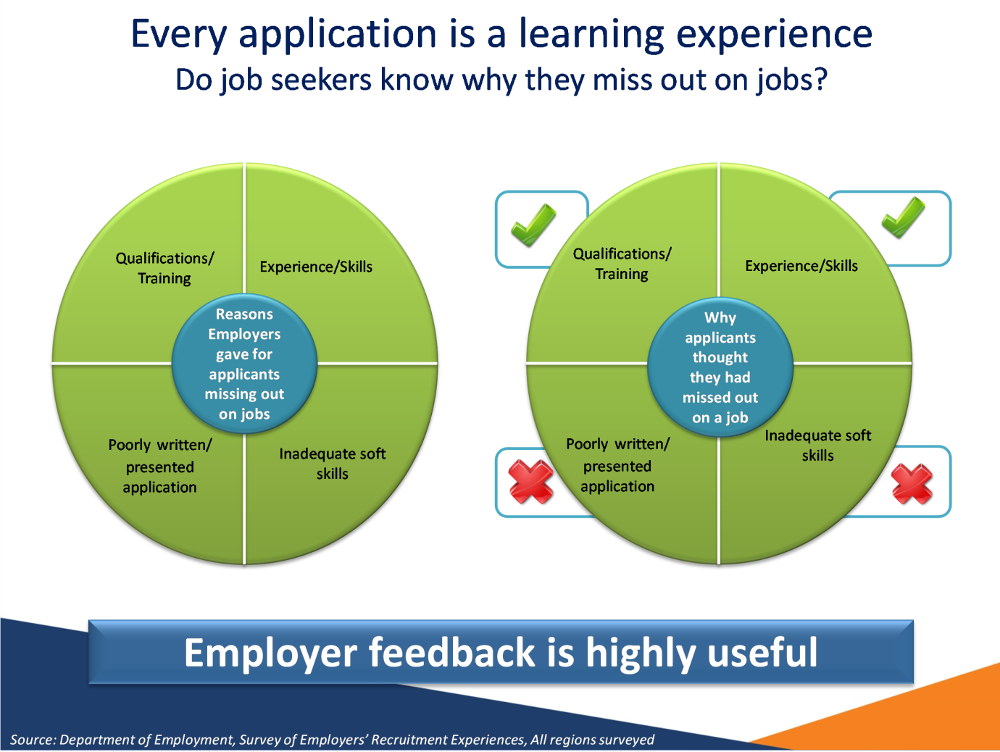 Every application is a learning experience
Do job seekers know why they miss out on jobs?
Qualifications/
Training
Experience/Skills
Reasons
Employers
gave for
applicants
missing out
on jobs
Poorly written/
presented
application
Inadequate soft
skills
Qualifications/
Training
Experience/Skills
Why
applicants
thought
they had
missed out
on a job
Poorly written/
presented
application
Inadequate soft
skills
Employer feedback is highly useful
Source: Department of Employment, Survey of Employers’ Recruitment Experiences, All regions surveyed